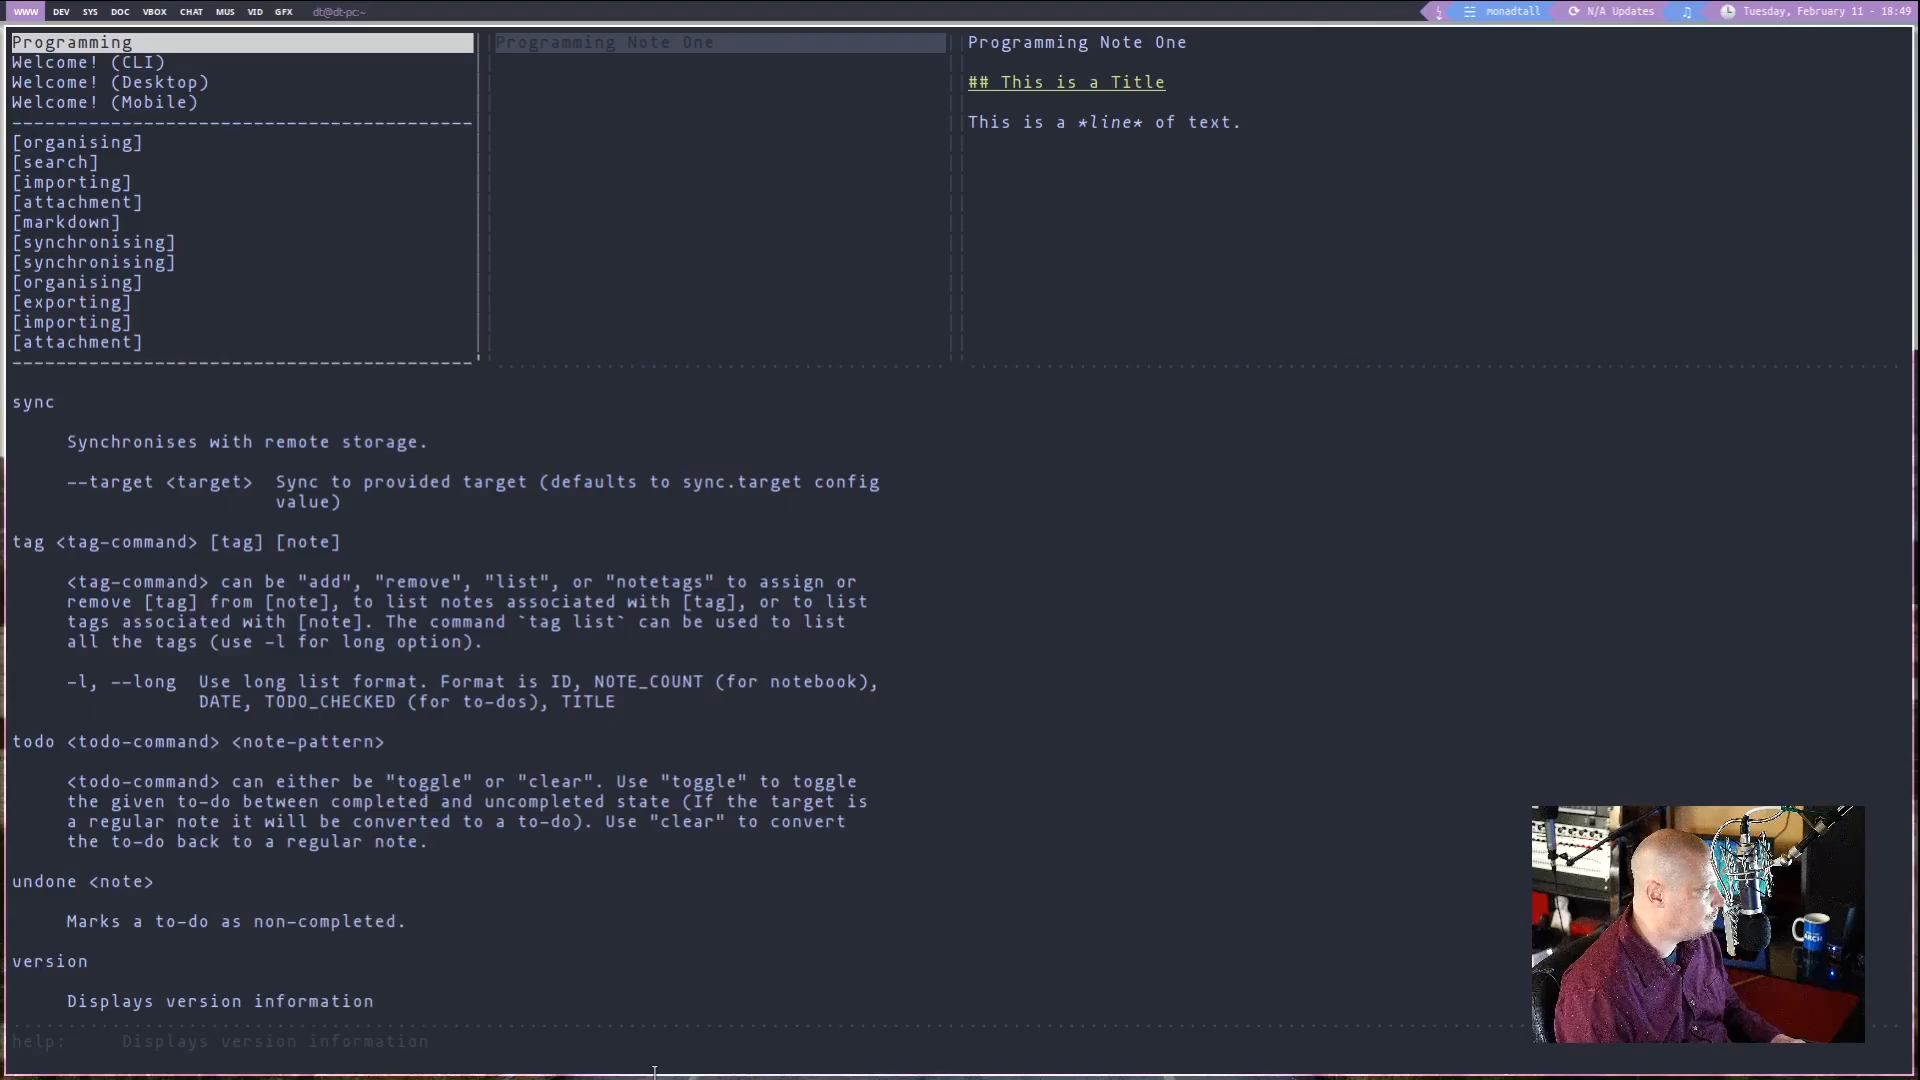 WWW DEV SYS DOC VBOX CHAT MUS VID GFX dt@dt-pc:~
monadtall N/A Updates Tuesday, February 11 - 18:49
Programming
Welcome! (CLI)
Welcome! (Desktop)
Welcome! (Mobile)
[organising]
[search]
[importing]
[attachment]
[markdown]
[synchronising]
[synchronising]
[organising]
[exporting]
[importing]
[attachment]
Programming Note One
Programming Note One
## This is a Title
This is a *line* of text.
sync
Synchronises with remote storage.
--target <target> Sync to provided target (defaults to sync.target config
value)
tag <tag-command> [tag] [note]
<tag-command> can be "add", "remove", "list", or "notetags" to assign or
remove [tag] from [note], to list notes associated with [tag], or to list
tags associated with [note]. The command `tag list` can be used to list
all the tags (use -l for long option).
-l, --long Use long list format. Format is ID, NOTE_COUNT (for notebook),
DATE, TODO_CHECKED (for to-dos), TITLE
todo <todo-command> <note-pattern>
<todo-command> can either be "toggle" or "clear". Use "toggle" to toggle
the given to-do between completed and uncompleted state (If the target is
a regular note it will be converted to a to-do). Use "clear" to convert
the to-do back to a regular note.
undone <note>
Marks a to-do as non-completed.
version
Displays version information
help: Displays version information
ARCH